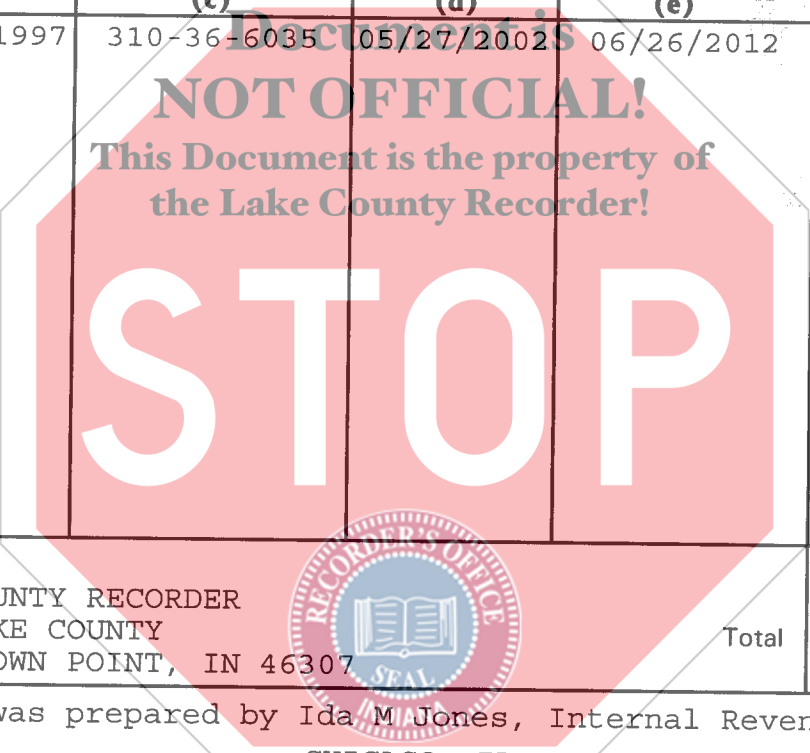 (c) (d) (e)
1997 310-36-6035 05/27/2002 06/26/2012
Document is
NOT OFFICIAL!
This Document is the property of
the Lake County Recorder!
STOP
RECORDER'S OFFICE
SEAL
INDIANA
UNTY RECORDER
KE COUNTY
OWN POINT, IN 46307
Total
was prepared by Ida M Jones, Internal Reven